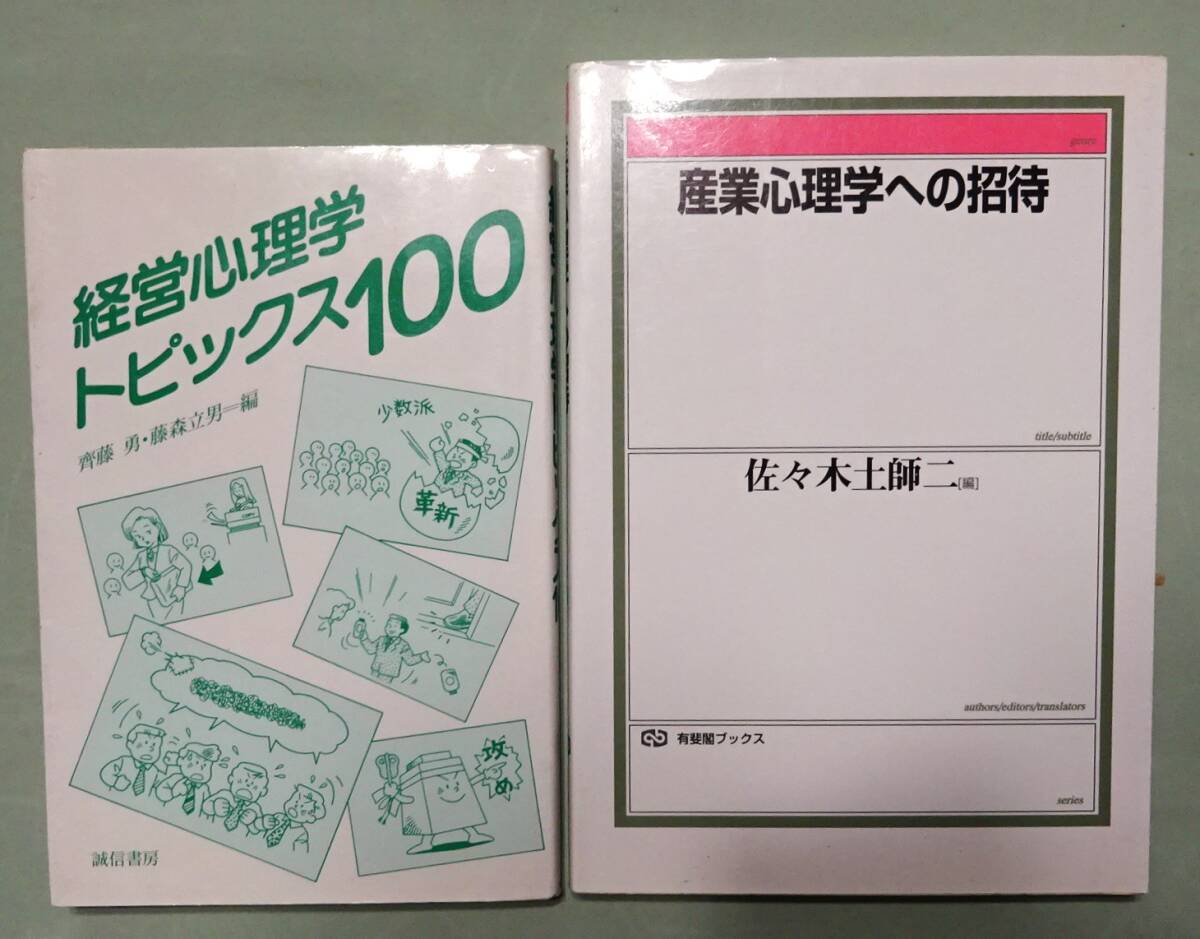 経営心理学
トピックス100
齊藤 勇・藤森立男=編
少数派
革新
攻め
誠信書房
genre
産業心理学への招待
title/subtitle
佐々木土師二[編]
authors/editors/translators
有斐閣ブックス
series